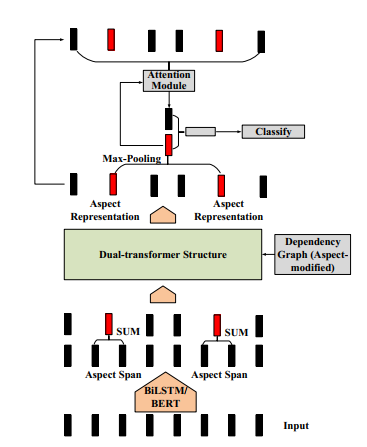 Attention
Module
Classify
Max-Pooling
Aspect
Representation
Aspect
Representation
Dual-transformer Structure
Dependency
Graph (Aspect-
modified)
SUM
SUM
Aspect Span
Aspect Span
BiLSTM/
BERT
Input